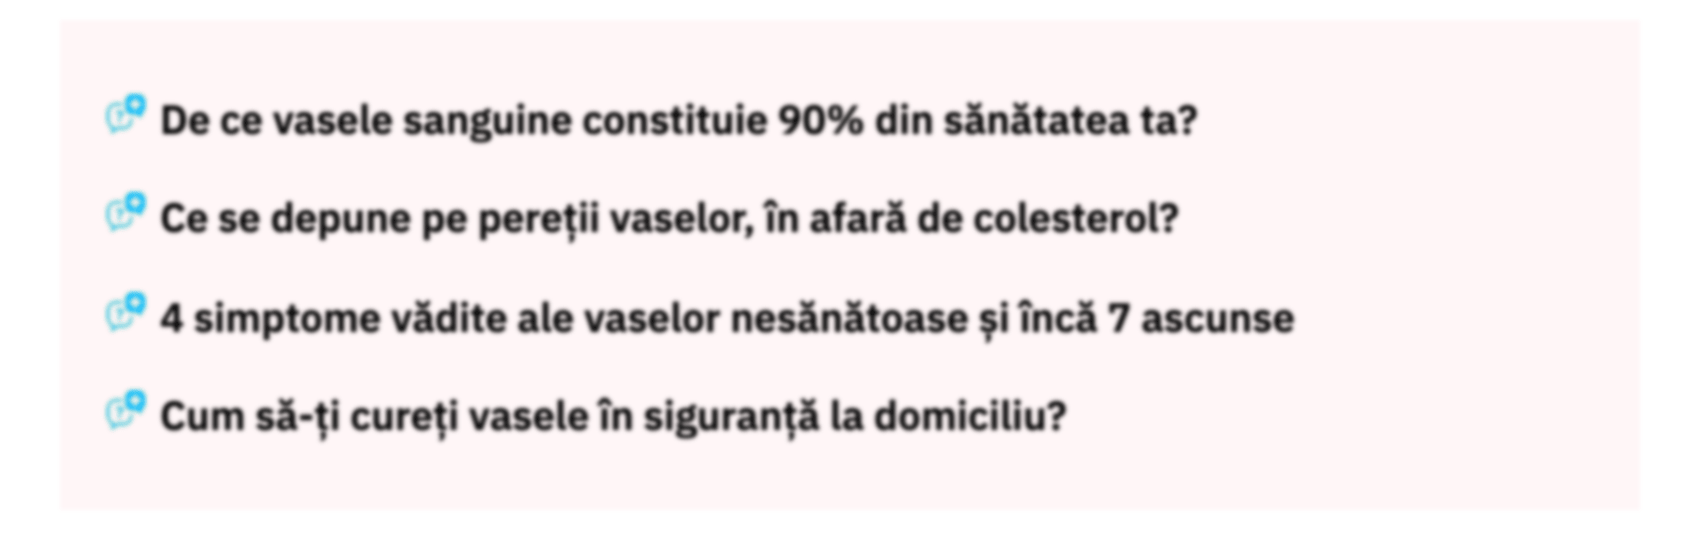 De ce vasele sanguine constituie 90% din sănătatea ta?
Ce se depune pe pereții vaselor, în afară de colesterol?
4 simptome vădite ale vaselor nesănătoase și încă 7 ascunse
Cum să-ți cureți vasele în siguranță la domiciliu?